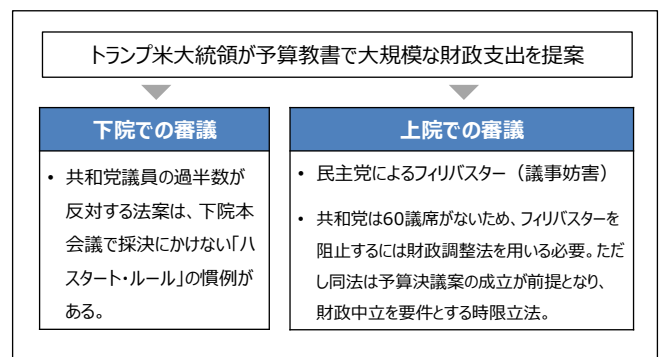 トランプ米大統領が予算教書で大規模な財政支出を提案
下院での審議
• 共和党議員の過半数が
反対する法案は、下院本
会議で採決にかけない「ハ
スタート・ルール」の慣例が
ある。
上院での審議
• 民主党によるフィリバスター（議事妨害）
• 共和党は60議席がないため、フィリバスターを
阻止するには財政調整法を用いる必要。ただ
し同法は予算決議案の成立が前提となり、
財政中立を要件とする時限立法。